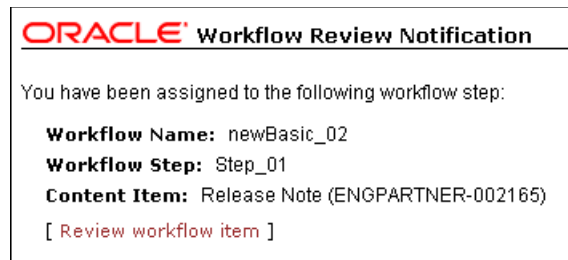 ORACLE' Workflow Review Notification
You have been assigned to the following workflow step:
Workflow Name: newBasic_02
Workflow Step: Step_01
Content Item: Release Note (ENGPARTNER-002165)
[ Review workflow item ]